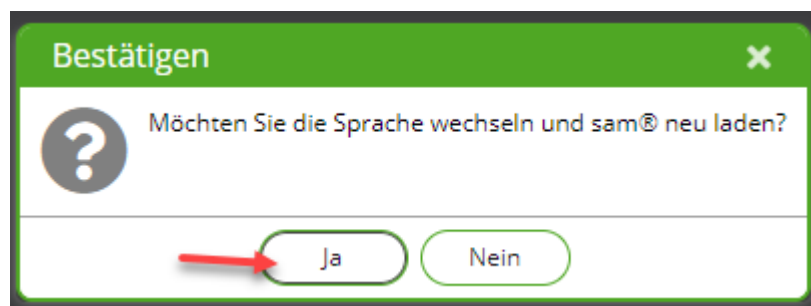 Bestätigen
Möchten Sie die Sprache wechseln und sam® neu laden?
Ja
Nein